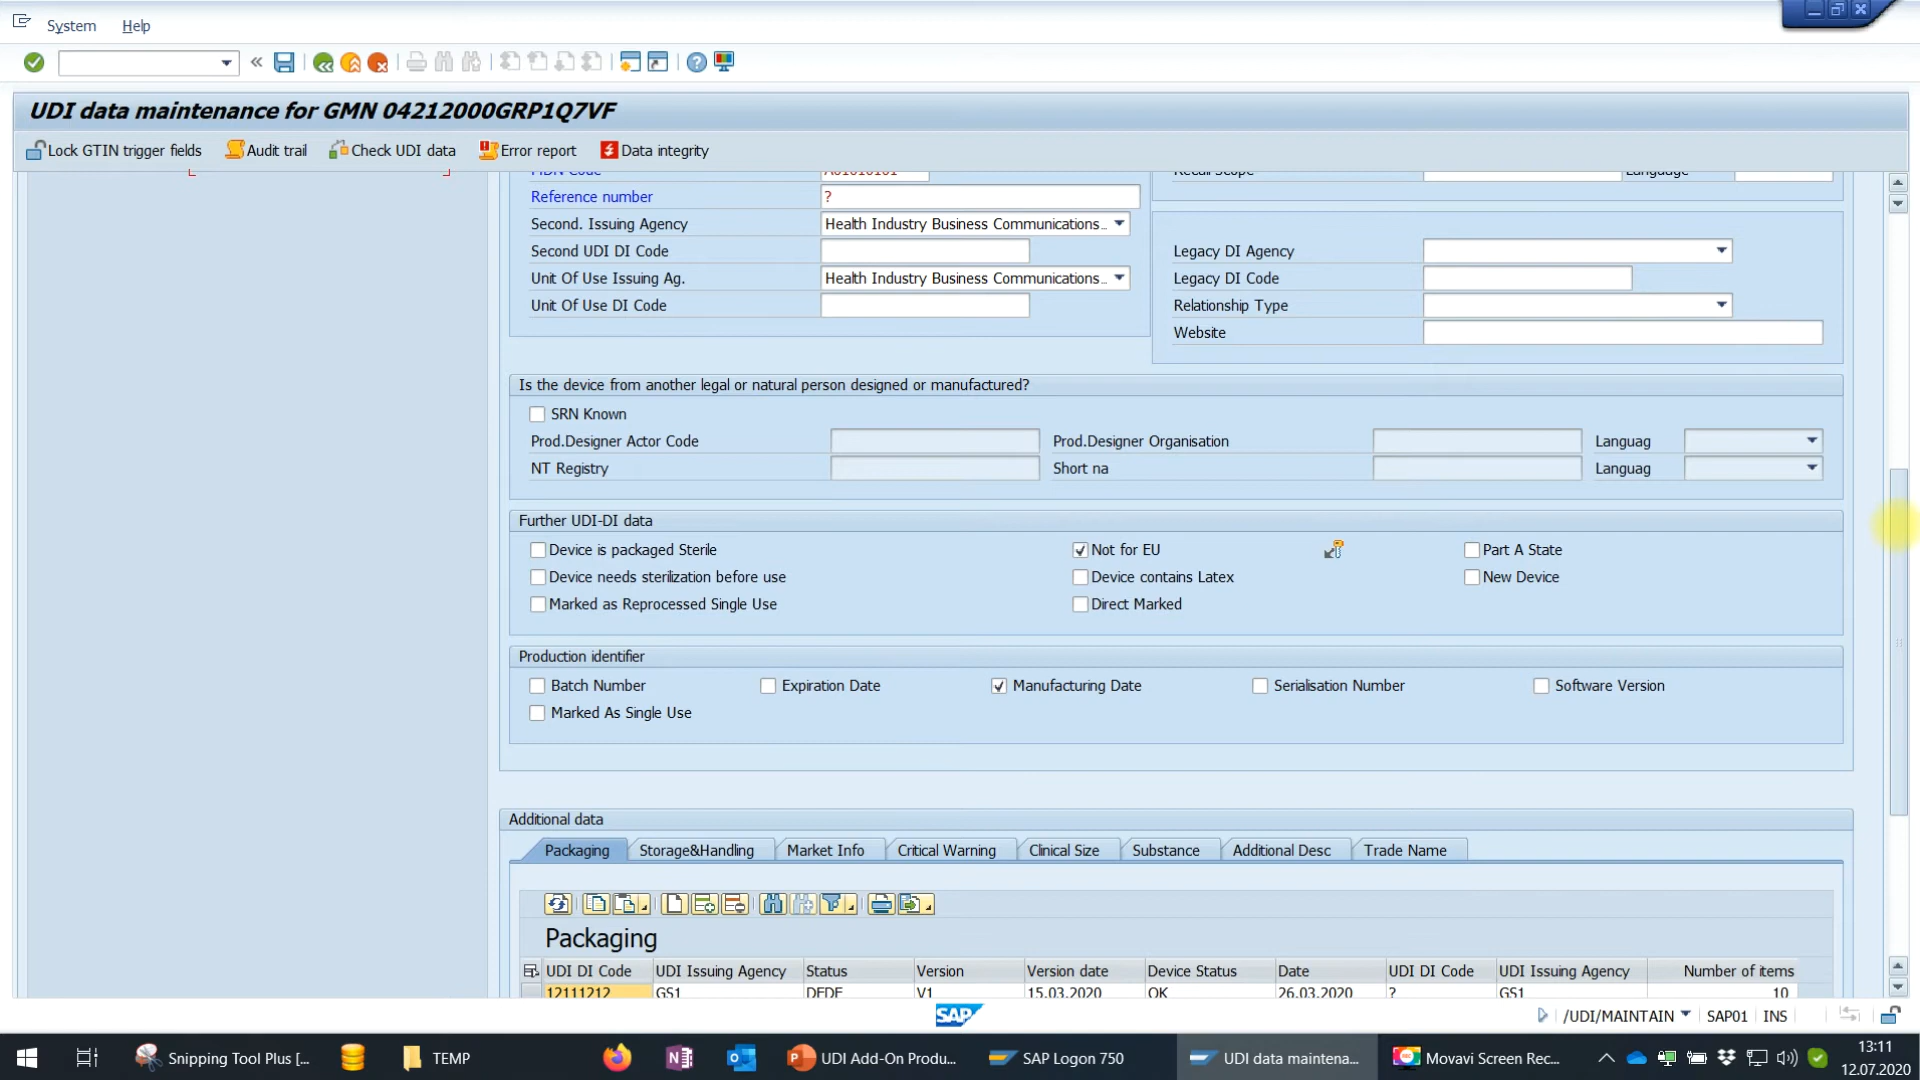 System Help
UDI data maintenance for GMN 04212000GRP1Q7VF
Lock GTIN trigger fields Audit trail Check UDI data Error report Data integrity
MDN Code A01010101 Recall Scope Language
Reference number ?
Second. Issuing Agency Health Industry Business Communications..
Second UDI DI Code Legacy DI Agency
Unit Of Use Issuing Ag. Health Industry Business Communications.. Legacy DI Code
Unit Of Use DI Code Relationship Type
Website
Is the device from another legal or natural person designed or manufactured?
SRN Known
Prod.Designer Actor Code Prod.Designer Organisation Languag
NT Registry Short na Languag
Further UDI-DI data
Device is packaged Sterile Not for EU Part A State
Device needs sterilization before use Device contains Latex New Device
Marked as Reprocessed Single Use Direct Marked
Production identifier
Batch Number Expiration Date Manufacturing Date Serialisation Number Software Version
Marked As Single Use
Additional data
Packaging Storage&Handling Market Info Critical Warning Clinical Size Substance Additional Desc Trade Name
Packaging
UDI DI Code UDI Issuing Agency Status Version Version date Device Status Date UDI DI Code UDI Issuing Agency Number of items
12111212 GS1 DFDF V1 15.03.2020 OK 26.03.2020 ? GS1 10
SAP /UDI/MAINTAIN SAP01 INS
Snipping Tool Plus [... TEMP UDI Add-On Produ... SAP Logon 750 UDI data maintena... Movavi Screen Rec... 13:11
12.07.2020